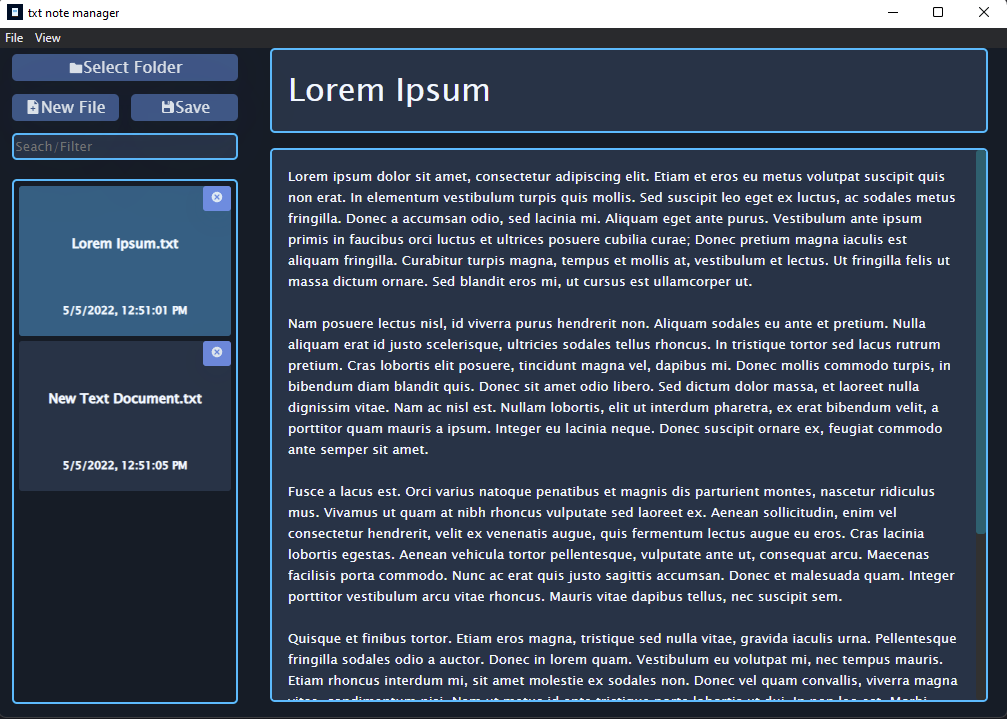 txt note manager
File View
Select Folder
New File Save
Seach/Filter
Lorem Ipsum.txt
5/5/2022, 12:51:01 PM
New Text Document.txt
5/5/2022, 12:51:05 PM
Lorem Ipsum
Lorem ipsum dolor sit amet, consectetur adipiscing elit. Etiam et eros eu metus volutpat suscipit quis
non erat. In elementum vestibulum turpis quis mollis. Sed suscipit leo eget ex luctus, ac sodales metus
fringilla. Donec a accumsan odio, sed lacinia mi. Aliquam eget ante purus. Vestibulum ante ipsum
primis in faucibus orci luctus et ultrices posuere cubilia curae; Donec pretium magna iaculis est
aliquam fringilla. Curabitur turpis magna, tempus et mollis at, vestibulum et lectus. Ut fringilla felis ut
massa dictum ornare. Sed blandit eros mi, ut cursus est ullamcorper ut.
Nam posuere lectus nisl, id viverra purus hendrerit non. Aliquam sodales eu ante et pretium. Nulla
aliquam erat id justo scelerisque, ultricies sodales tellus rhoncus. In tristique tortor sed lacus rutrum
pretium. Cras lobortis elit posuere, tincidunt magna vel, dapibus mi. Donec mollis commodo turpis, in
bibendum diam blandit quis. Donec sit amet odio libero. Sed dictum dolor massa, et laoreet nulla
dignissim vitae. Nam ac nisl est. Nullam lobortis, elit ut interdum pharetra, ex erat bibendum velit, a
porttitor quam mauris a ipsum. Integer eu lacinia neque. Donec suscipit ornare ex, feugiat commodo
ante semper sit amet.
Fusce a lacus est. Orci varius natoque penatibus et magnis dis parturient montes, nascetur ridiculus
mus. Vivamus ut quam at nibh rhoncus vulputate sed laoreet ex. Aenean sollicitudin, enim vel
consectetur hendrerit, velit ex venenatis augue, quis fermentum lectus augue eu eros. Cras lacinia
lobortis egestas. Aenean vehicula tortor pellentesque, vulputate ante ut, consequat arcu. Maecenas
facilisis porta commodo. Nunc ac erat quis justo sagittis accumsan. Donec et malesuada quam. Integer
porttitor vestibulum arcu vitae rhoncus. Mauris vitae dapibus tellus, nec suscipit sem.
Quisque et finibus tortor. Etiam eros magna, tristique sed nulla vitae, gravida iaculis urna. Pellentesque
fringilla sodales odio a auctor. Donec in lorem quam. Vestibulum eu volutpat mi, nec tempus mauris.
Etiam rhoncus interdum mi, sit amet molestie ex sodales non. Donec vel quam convallis, viverra magna